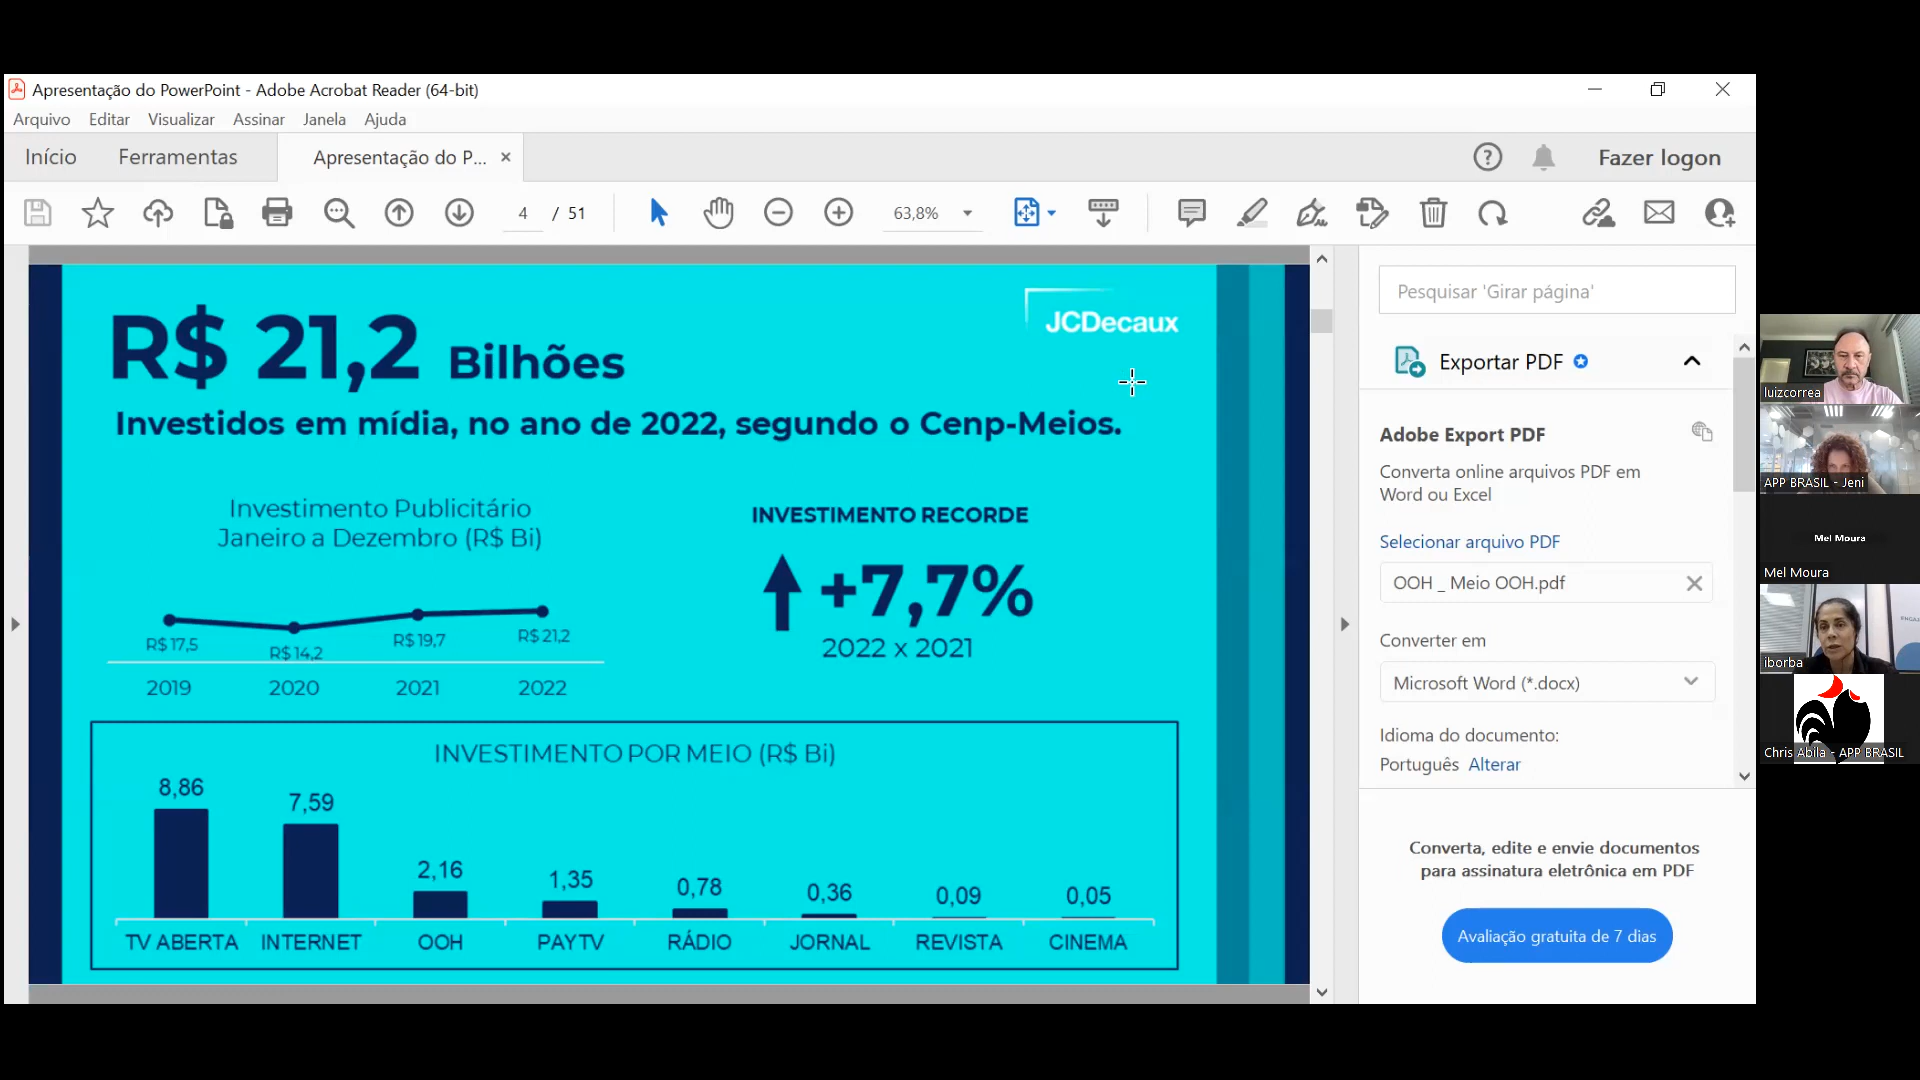 Apresentação do PowerPoint - Adobe Acrobat Reader (64-bit)
Arquivo Editar Visualizar Assinar Janela Ajuda
Início Ferramentas Apresentação do P... × Fazer logon
4 / 51 63,8%
R$ 21,2 Bilhões
JCDecaux
Investidos em mídia, no ano de 2022, segundo o Cenp-Meios.
Investimento Publicitário
Janeiro a Dezembro (R$ Bi)
R$ 17,5 R$ 14,2 R$ 19,7 R$ 21,2
2019 2020 2021 2022
INVESTIMENTO RECORDE
+7,7%
2022 x 2021
INVESTIMENTO POR MEIO (R$ Bi)
8,86 7,59 2,16 1,35 0,78 0,36 0,09 0,05
TV ABERTA INTERNET OOH PAYTV RÁDIO JORNAL REVISTA CINEMA
Pesquisar 'Girar página'
Exportar PDF
Adobe Export PDF
Converta online arquivos PDF em
Word ou Excel
Selecionar arquivo PDF
OOH _ Meio OOH.pdf
Converter em
Microsoft Word (*.docx)
Idioma do documento:
Português Alterar
Converta, edite e envie documentos
para assinatura eletrônica em PDF
Avaliação gratuita de 7 dias
luizcorrea
APP BRASIL - Jeni
Mel Moura
Mel Moura
iborba
Chris Abila - APP BRASIL